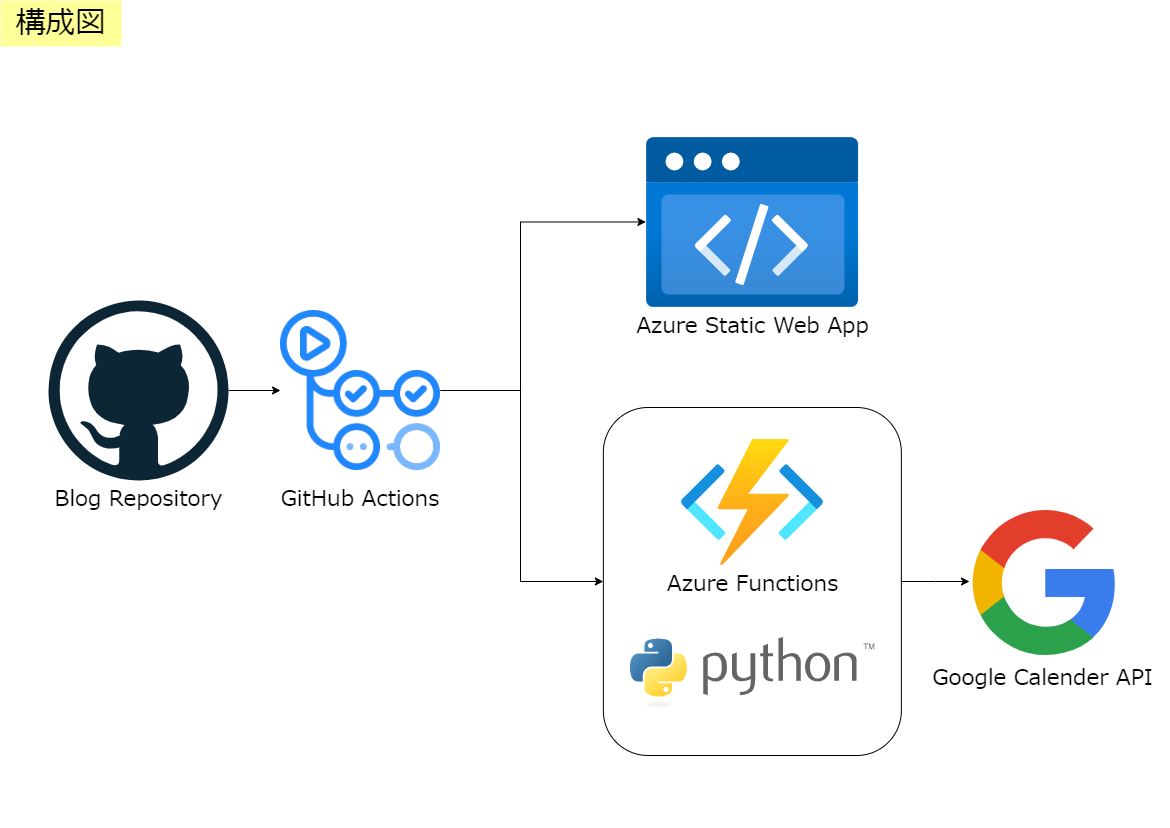 構成図
Azure Static Web App
Blog Repository
GitHub Actions
Azure Functions
python™
Google Calender API